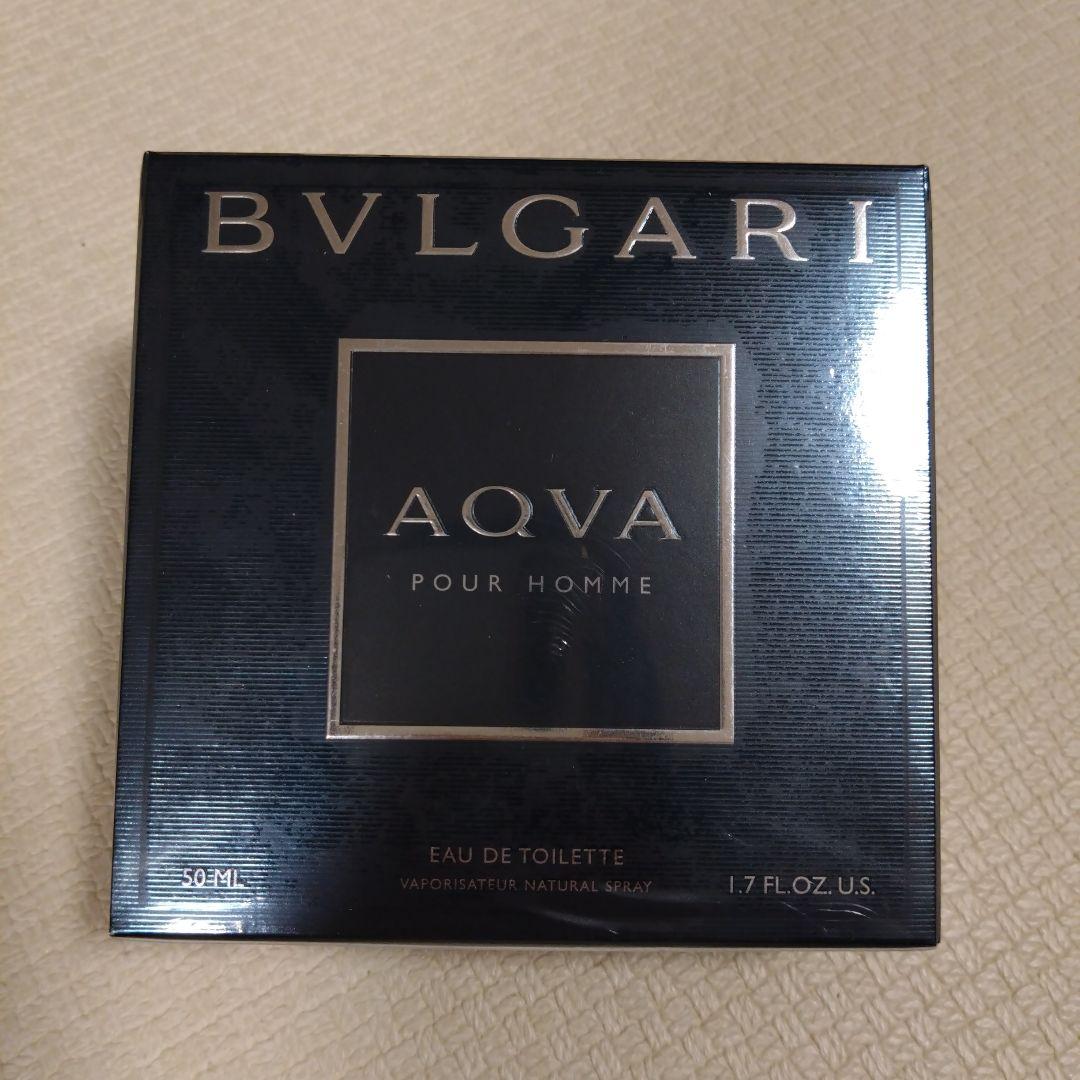 BVLGARI
AQVA
POUR HOMME
EAU DE TOILETTE
50 ML VAPORISATEUR NATURAL SPRAY 1.7 FL.OZ. U.S.